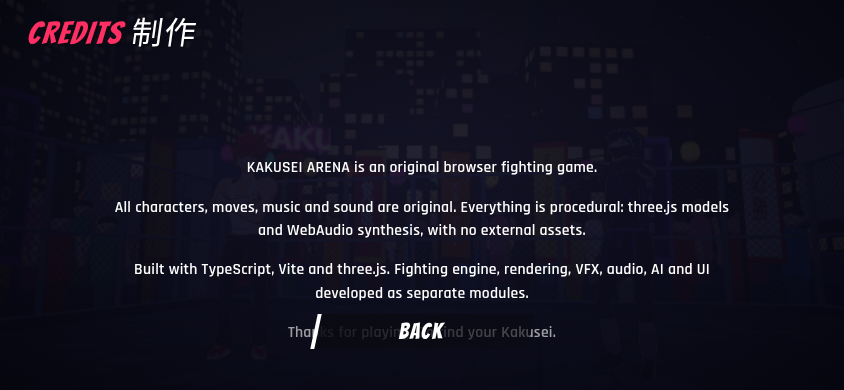 CREDITS 制作
KAKU
KAKUSEI ARENA is an original browser fighting game.
All characters, moves, music and sound are original. Everything is procedural: three.js models
and WebAudio synthesis, with no external assets.
Built with TypeScript, Vite and three.js. Fighting engine, rendering, VFX, audio, AI and UI
developed as separate modules.
for your Kakusei.
BACK